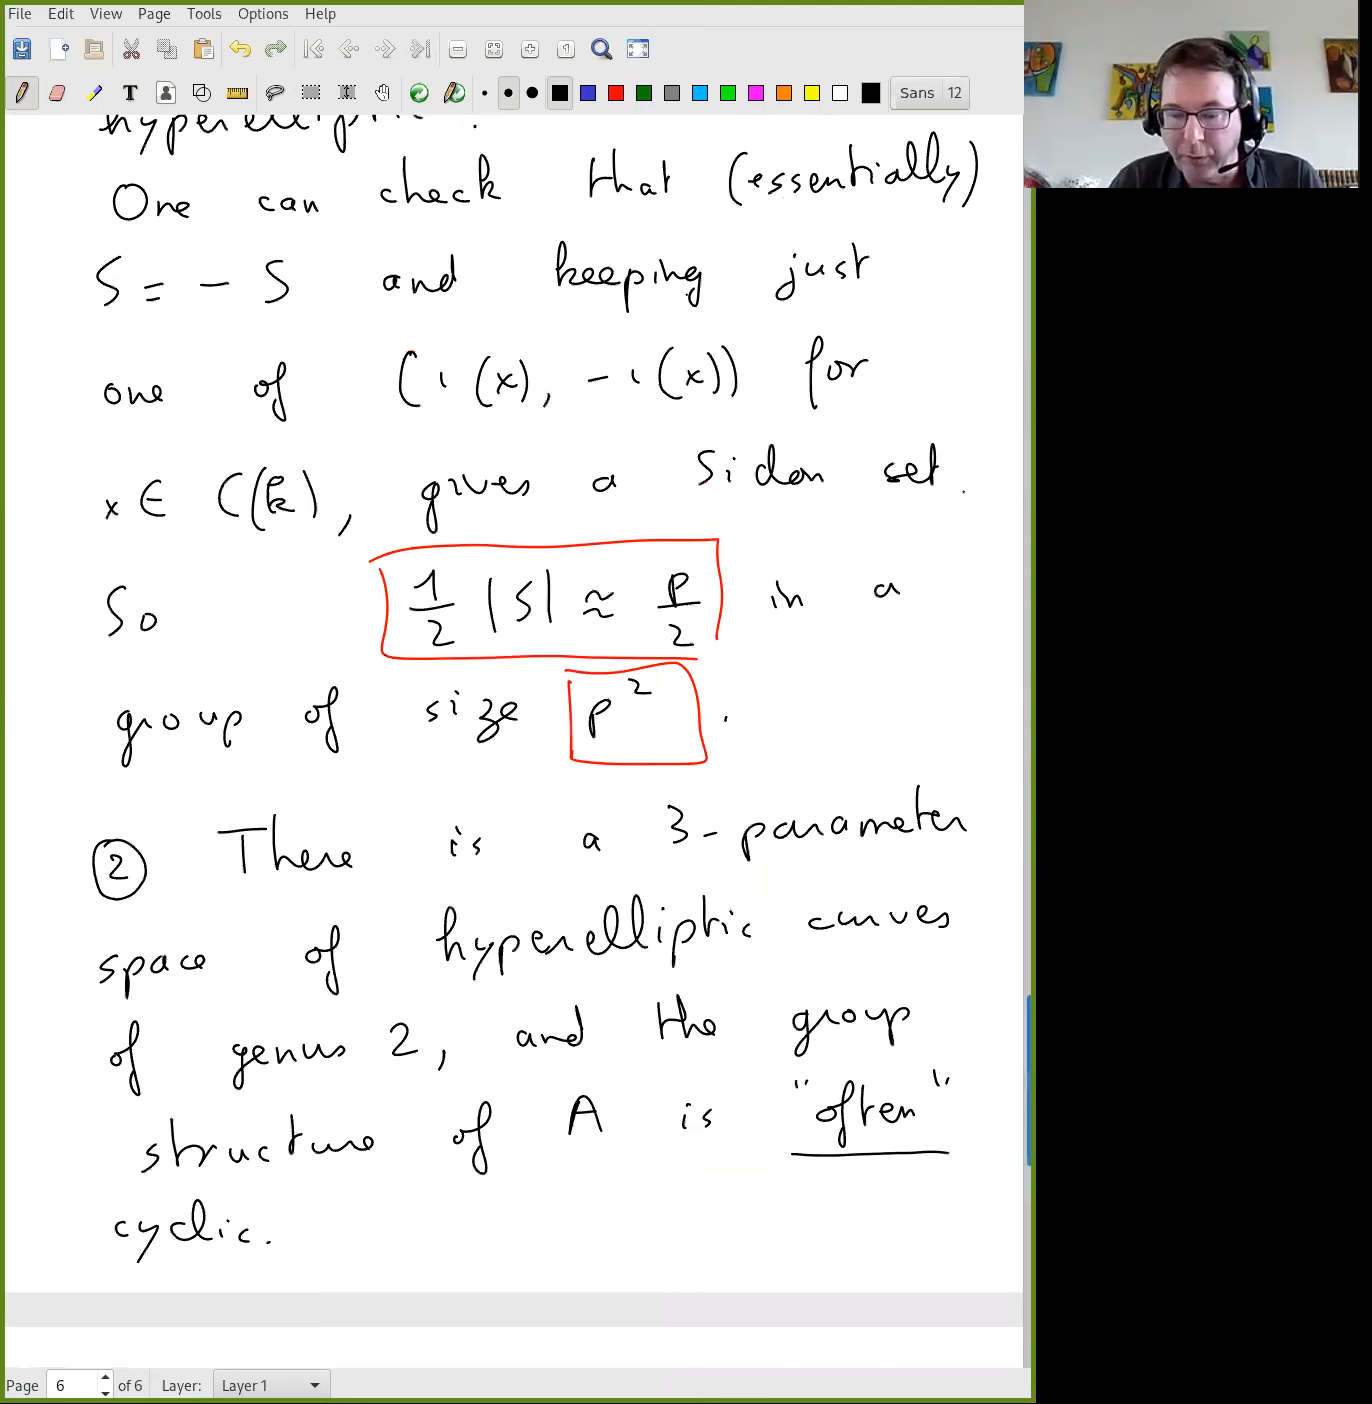 File Edit View Page Tools Options Help
Sans 12
hyperelliptic.
One can check that (essentially)
S = - S and keeping just
one of (ι(x), -ι(x)) for
x ∈ C(k), gives a Sidon set.
So 1/2 |S| ≈ p/2 in a
group of size p².
② There is a 3-parameter
space of hyperelliptic curves
of genus 2, and the group
structure of A is "often"
cyclic.
Page 6 of 6 Layer: Layer 1